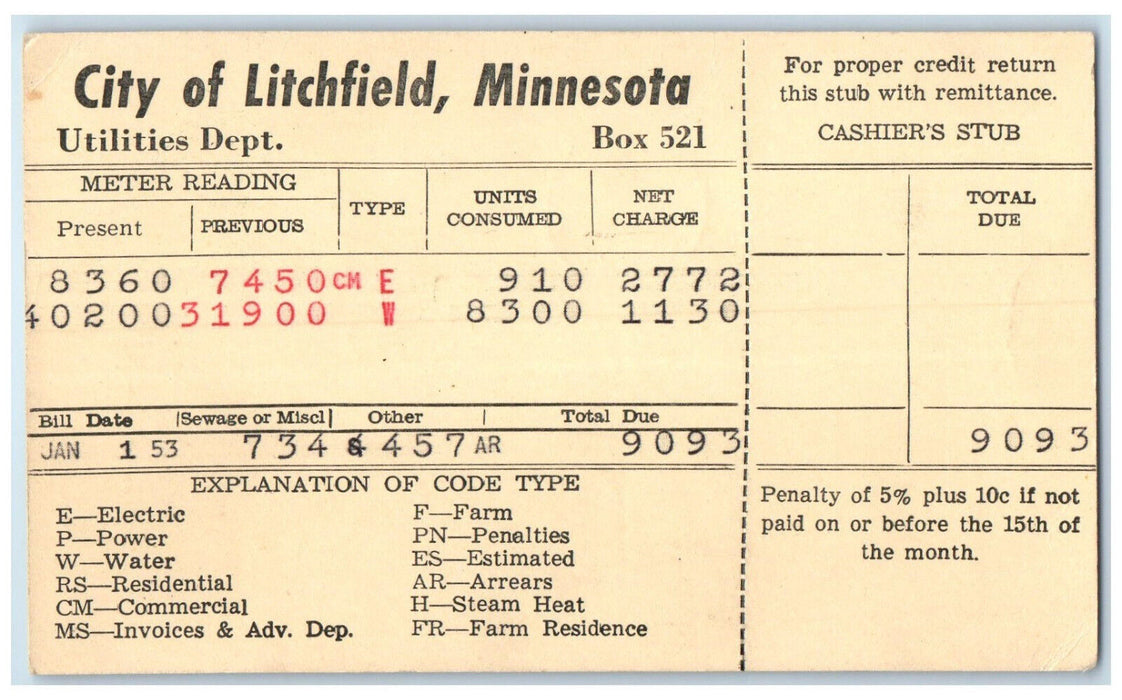 City of Litchfield, Minnesota
Utilities Dept. Box 521
METER READING TYPE UNITS CONSUMED NET CHARGE
Present PREVIOUS
8360 7450 CM E 910 2772
40200 31900 W 8300 1130
Bill Date Sewage or Miscl Other Total Due
JAN 1 53 734 4457 AR 9093
EXPLANATION OF CODE TYPE
E—Electric F—Farm
P—Power PN—Penalties
W—Water ES—Estimated
RS—Residential AR—Arrears
CM—Commercial H—Steam Heat
MS—Invoices & Adv. Dep. FR—Farm Residence
For proper credit return
this stub with remittance.
CASHIER'S STUB
TOTAL
DUE
9093
Penalty of 5% plus 10c if not
paid on or before the 15th of
the month.